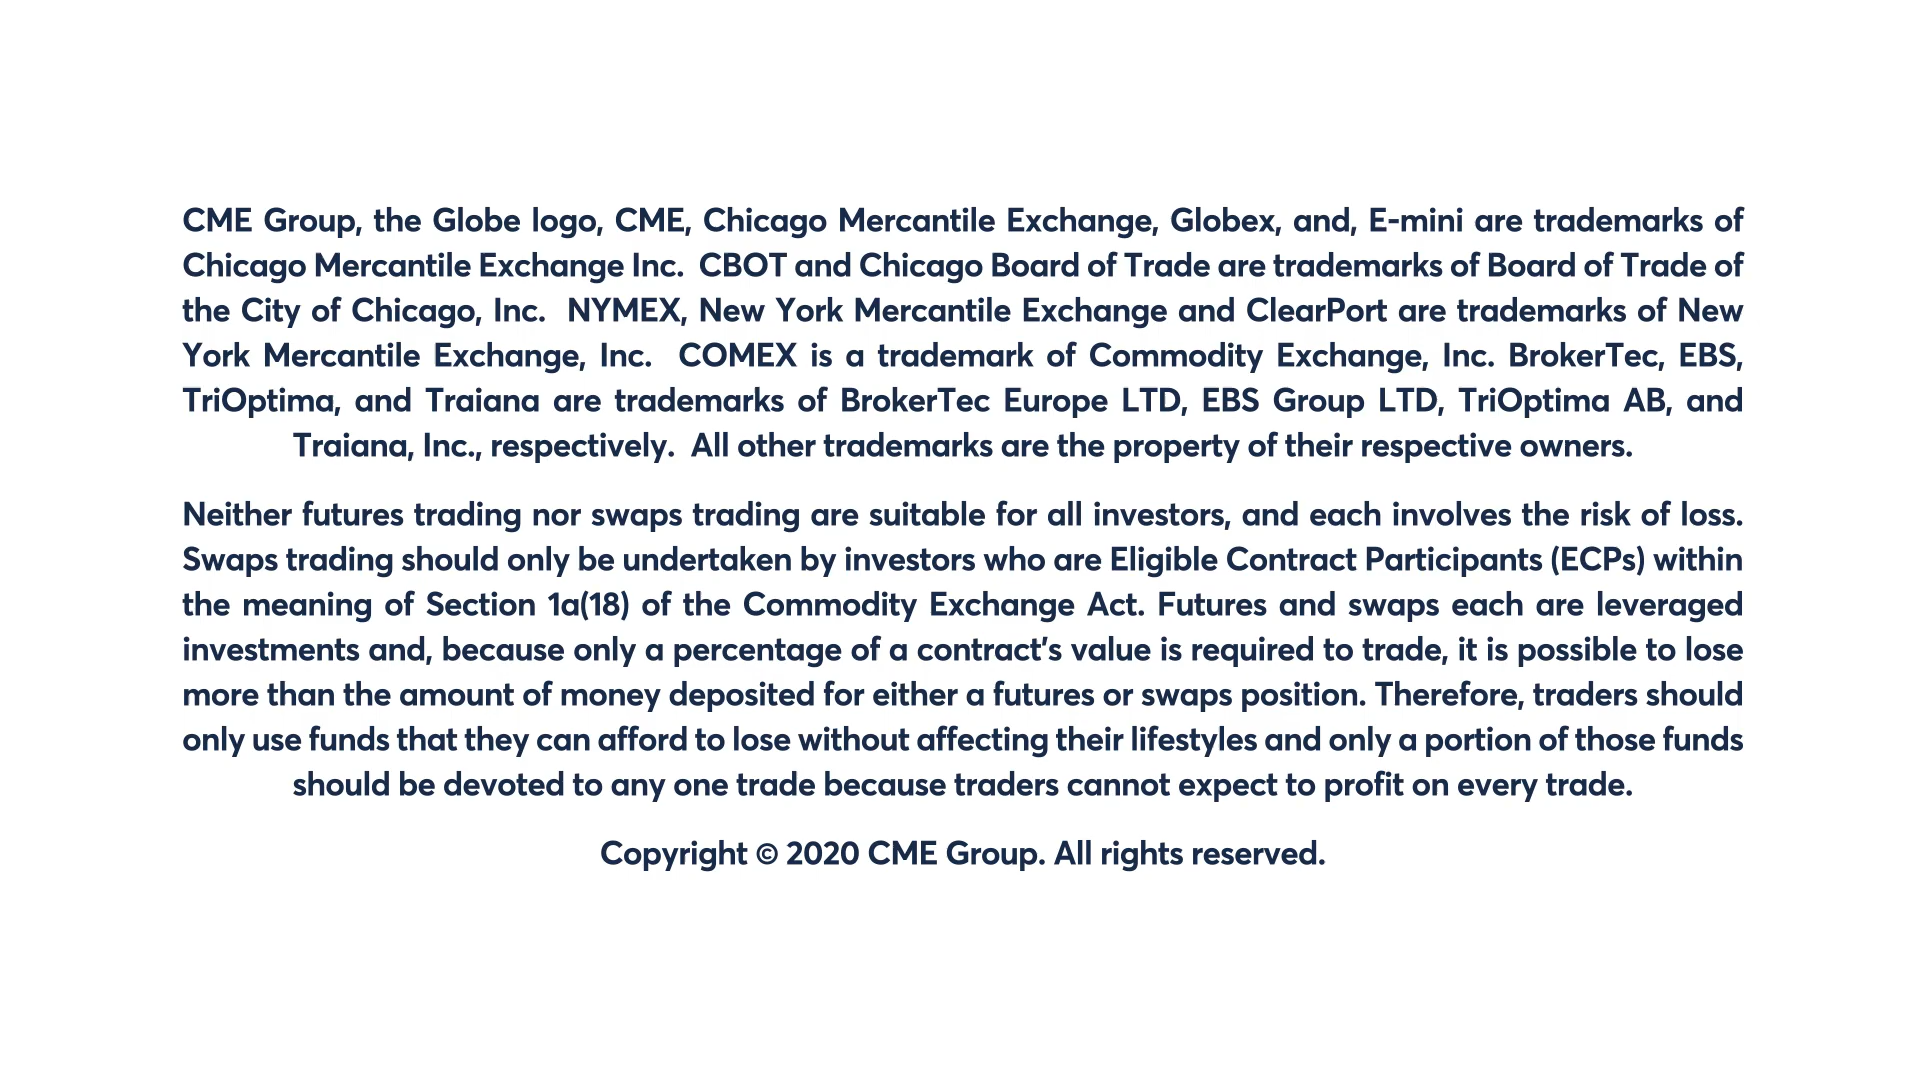 CME Group, the Globe logo, CME, Chicago Mercantile Exchange, Globex, and, E-mini are trademarks of
Chicago Mercantile Exchange Inc.  CBOT and Chicago Board of Trade are trademarks of Board of Trade of
the City of Chicago, Inc.  NYMEX, New York Mercantile Exchange and ClearPort are trademarks of New
York Mercantile Exchange, Inc.  COMEX is a trademark of Commodity Exchange, Inc. BrokerTec, EBS,
TriOptima, and Traiana are trademarks of BrokerTec Europe LTD, EBS Group LTD, TriOptima AB, and
Traiana, Inc., respectively.  All other trademarks are the property of their respective owners.
Neither futures trading nor swaps trading are suitable for all investors, and each involves the risk of loss.
Swaps trading should only be undertaken by investors who are Eligible Contract Participants (ECPs) within
the meaning of Section 1a(18) of the Commodity Exchange Act. Futures and swaps each are leveraged
investments and, because only a percentage of a contract's value is required to trade, it is possible to lose
more than the amount of money deposited for either a futures or swaps position. Therefore, traders should
only use funds that they can afford to lose without affecting their lifestyles and only a portion of those funds
should be devoted to any one trade because traders cannot expect to profit on every trade.
Copyright © 2020 CME Group. All rights reserved.